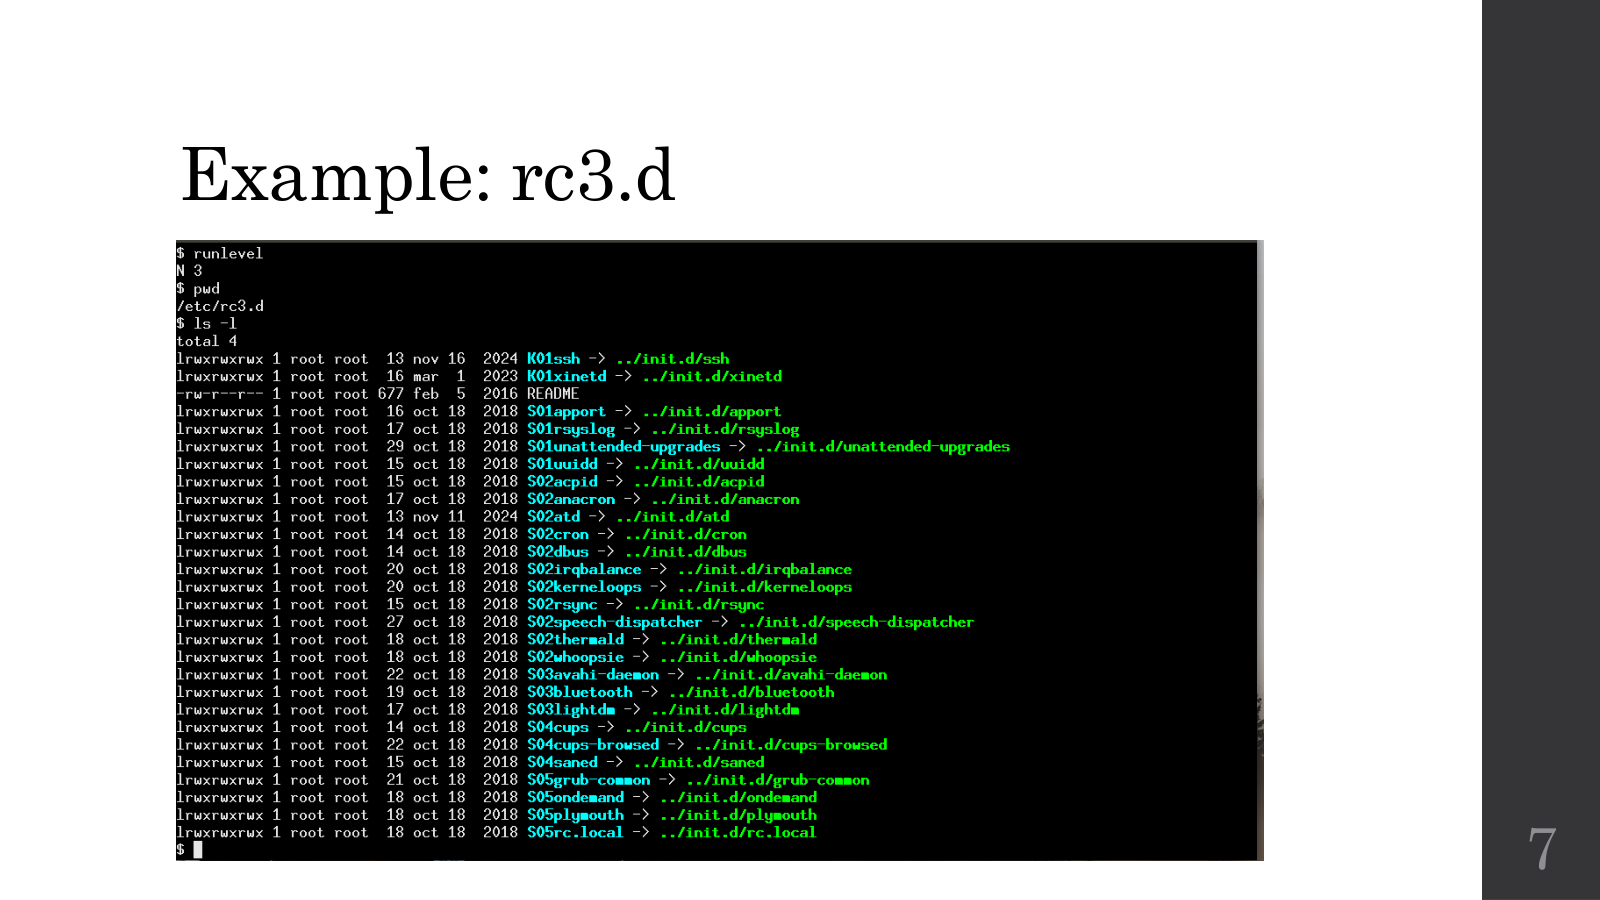 Example: rc3.d
$ runlevel
N 3
$ pwd
/etc/rc3.d
$ ls -l
total 4
lrwxrwxrwx 1 root root  13 nov 16  2024 K01ssh -> ../init.d/ssh
lrwxrwxrwx 1 root root  16 mar  1  2023 K01xinetd -> ../init.d/xinetd
-rw-r--r-- 1 root root 677 feb  5  2016 README
lrwxrwxrwx 1 root root  16 oct 18  2018 S01apport -> ../init.d/apport
lrwxrwxrwx 1 root root  17 oct 18  2018 S01rsyslog -> ../init.d/rsyslog
lrwxrwxrwx 1 root root  29 oct 18  2018 S01unattended-upgrades -> ../init.d/unattended-upgrades
lrwxrwxrwx 1 root root  15 oct 18  2018 S01uuidd -> ../init.d/uuidd
lrwxrwxrwx 1 root root  15 oct 18  2018 S02acpid -> ../init.d/acpid
lrwxrwxrwx 1 root root  17 oct 18  2018 S02anacron -> ../init.d/anacron
lrwxrwxrwx 1 root root  13 nov 11  2024 S02atd -> ../init.d/atd
lrwxrwxrwx 1 root root  14 oct 18  2018 S02cron -> ../init.d/cron
lrwxrwxrwx 1 root root  14 oct 18  2018 S02dbus -> ../init.d/dbus
lrwxrwxrwx 1 root root  20 oct 18  2018 S02irqbalance -> ../init.d/irqbalance
lrwxrwxrwx 1 root root  20 oct 18  2018 S02kerneloops -> ../init.d/kerneloops
lrwxrwxrwx 1 root root  15 oct 18  2018 S02rsync -> ../init.d/rsync
lrwxrwxrwx 1 root root  27 oct 18  2018 S02speech-dispatcher -> ../init.d/speech-dispatcher
lrwxrwxrwx 1 root root  18 oct 18  2018 S02thermald -> ../init.d/thermald
lrwxrwxrwx 1 root root  18 oct 18  2018 S02whoopsie -> ../init.d/whoopsie
lrwxrwxrwx 1 root root  22 oct 18  2018 S03avahi-daemon -> ../init.d/avahi-daemon
lrwxrwxrwx 1 root root  19 oct 18  2018 S03bluetooth -> ../init.d/bluetooth
lrwxrwxrwx 1 root root  17 oct 18  2018 S03lightdm -> ../init.d/lightdm
lrwxrwxrwx 1 root root  14 oct 18  2018 S04cups -> ../init.d/cups
lrwxrwxrwx 1 root root  22 oct 18  2018 S04cups-browsed -> ../init.d/cups-browsed
lrwxrwxrwx 1 root root  15 oct 18  2018 S04saned -> ../init.d/saned
lrwxrwxrwx 1 root root  21 oct 18  2018 S05grub-common -> ../init.d/grub-common
lrwxrwxrwx 1 root root  18 oct 18  2018 S05ondemand -> ../init.d/ondemand
lrwxrwxrwx 1 root root  18 oct 18  2018 S05plymouth -> ../init.d/plymouth
lrwxrwxrwx 1 root root  18 oct 18  2018 S05rc.local -> ../init.d/rc.local
$
7